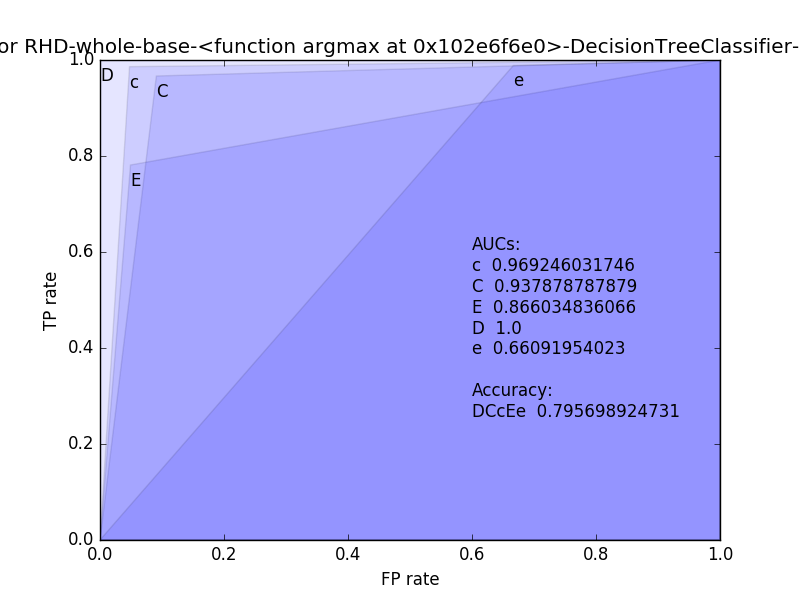 or RHD-whole-base-<function argmax at 0x102e6f6e0>-DecisionTreeClassifier-
1.0
D
c
C
e
0.8
E
0.6
AUCs:
c 0.969246031746
C 0.937878787879
E 0.866034836066
D 1.0
e 0.66091954023
TP rate
0.4
Accuracy:
DCcEe 0.795698924731
0.2
0.0
0.0 0.2 0.4 0.6 0.8 1.0
FP rate